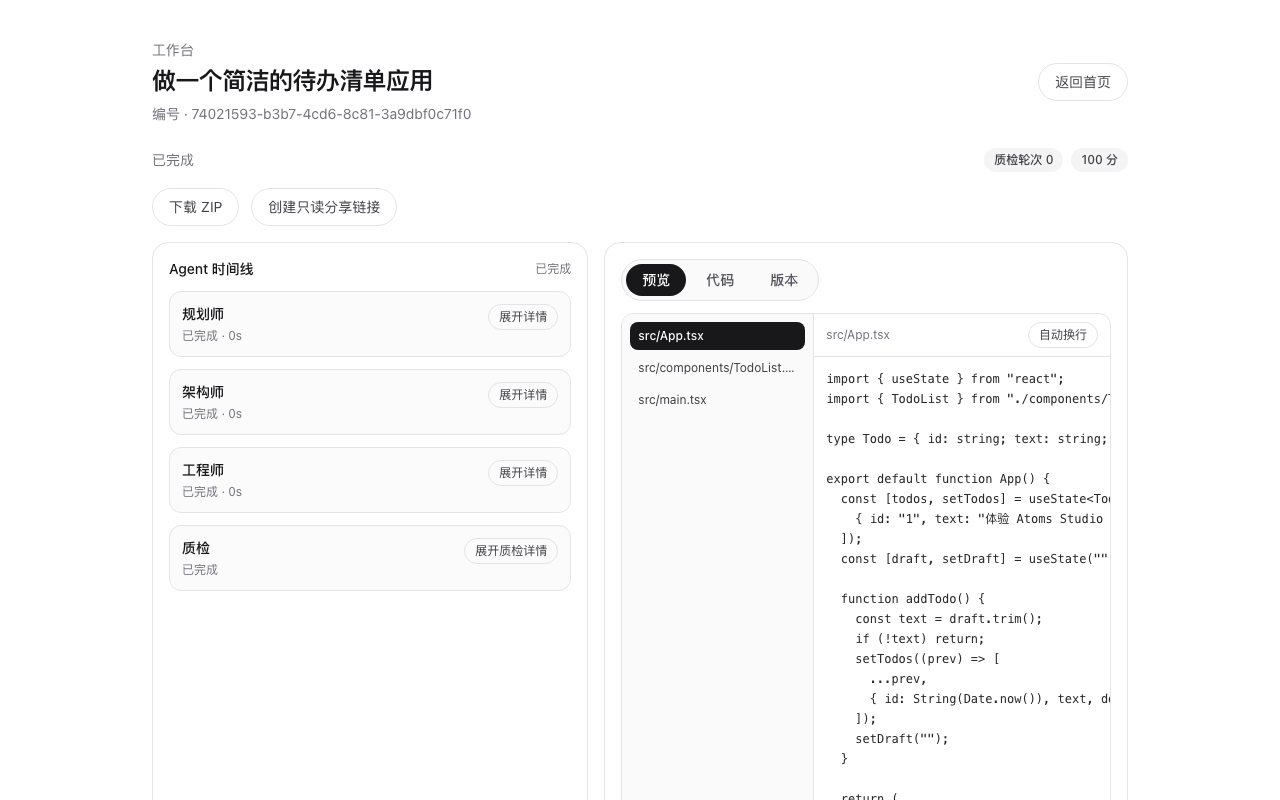 工作台
做一个简洁的待办清单应用
返回首页
编号 · 74021593-b3b7-4cd6-8c81-3a9dbf0c71f0
已完成
质检轮次 0
100 分
下载 ZIP
创建只读分享链接
Agent 时间线
已完成
规划师
已完成 · 0s
展开详情
架构师
已完成 · 0s
展开详情
工程师
已完成 · 0s
展开详情
质检
已完成
展开质检详情
预览
代码
版本
src/App.tsx
src/components/TodoList....
src/main.tsx
src/App.tsx
自动换行
import { useState } from "react";
import { TodoList } from "./components/T
type Todo = { id: string; text: string;
export default function App() {
const [todos, setTodos] = useState<Tod
{ id: "1", text: "体验 Atoms Studio
]);
const [draft, setDraft] = useState(""
function addTodo() {
const text = draft.trim();
if (!text) return;
setTodos((prev) => [
...prev,
{ id: String(Date.now()), text, do
]);
setDraft("");
}
return (